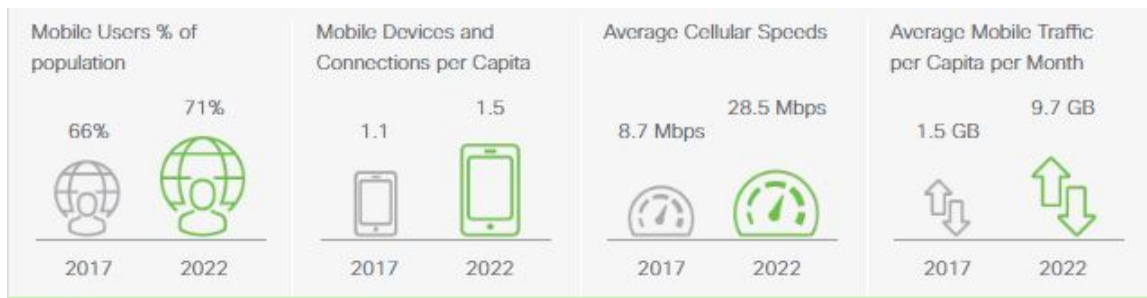 Mobile Users % of
population
66%
71%
2017
2022
Mobile Devices and
Connections per Capita
1.1
1.5
2017
2022
Average Cellular Speeds
8.7 Mbps
28.5 Mbps
2017
2022
Average Mobile Traffic
per Capita per Month
1.5 GB
9.7 GB
2017
2022